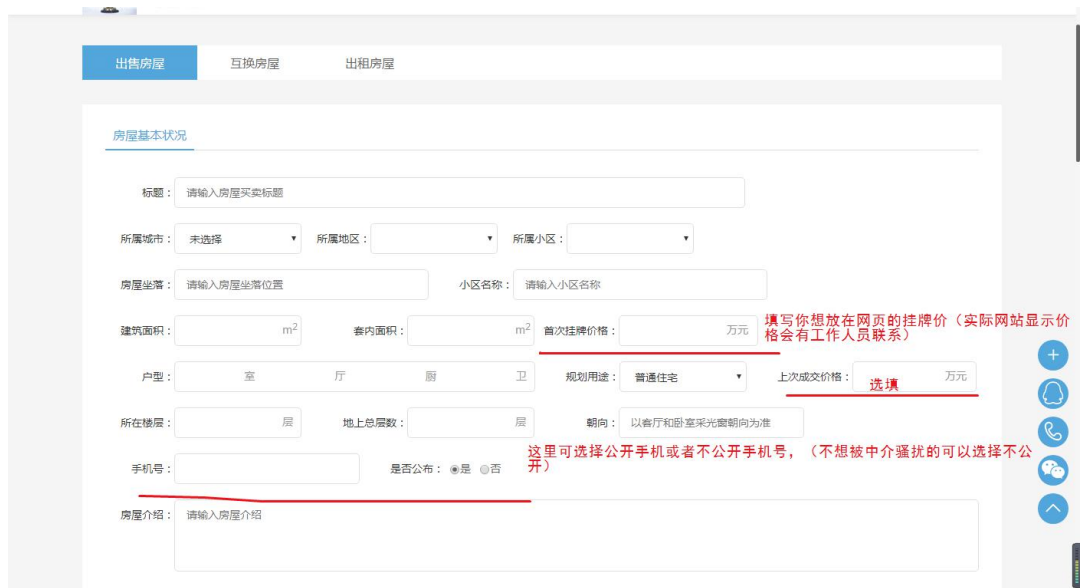 出售房屋 互换房屋 出租房屋
房屋基本状况
标题： 请输入房屋买卖标题
所属城市： 未选择 所属地区： 所属小区：
房屋坐落： 请输入房屋坐落位置 小区名称： 请输入小区名称
建筑面积： m² 套内面积： m² 首次挂牌价格： 万元
填写你想放在网页的挂牌价（实际网站显示价
格会有工作人员联系）
户型： 室 厅 厨 卫 规划用途： 普通住宅 上次成交价格： 选填 万元
所在楼层： 层 地上总层数： 层 朝向： 以客厅和卧室采光窗朝向为准
这里可选择公开手机或者不公开手机号，（不想被中介骚扰的可以选择不公
开）
手机号： 是否公布： 是 否
房屋介绍： 请输入房屋介绍